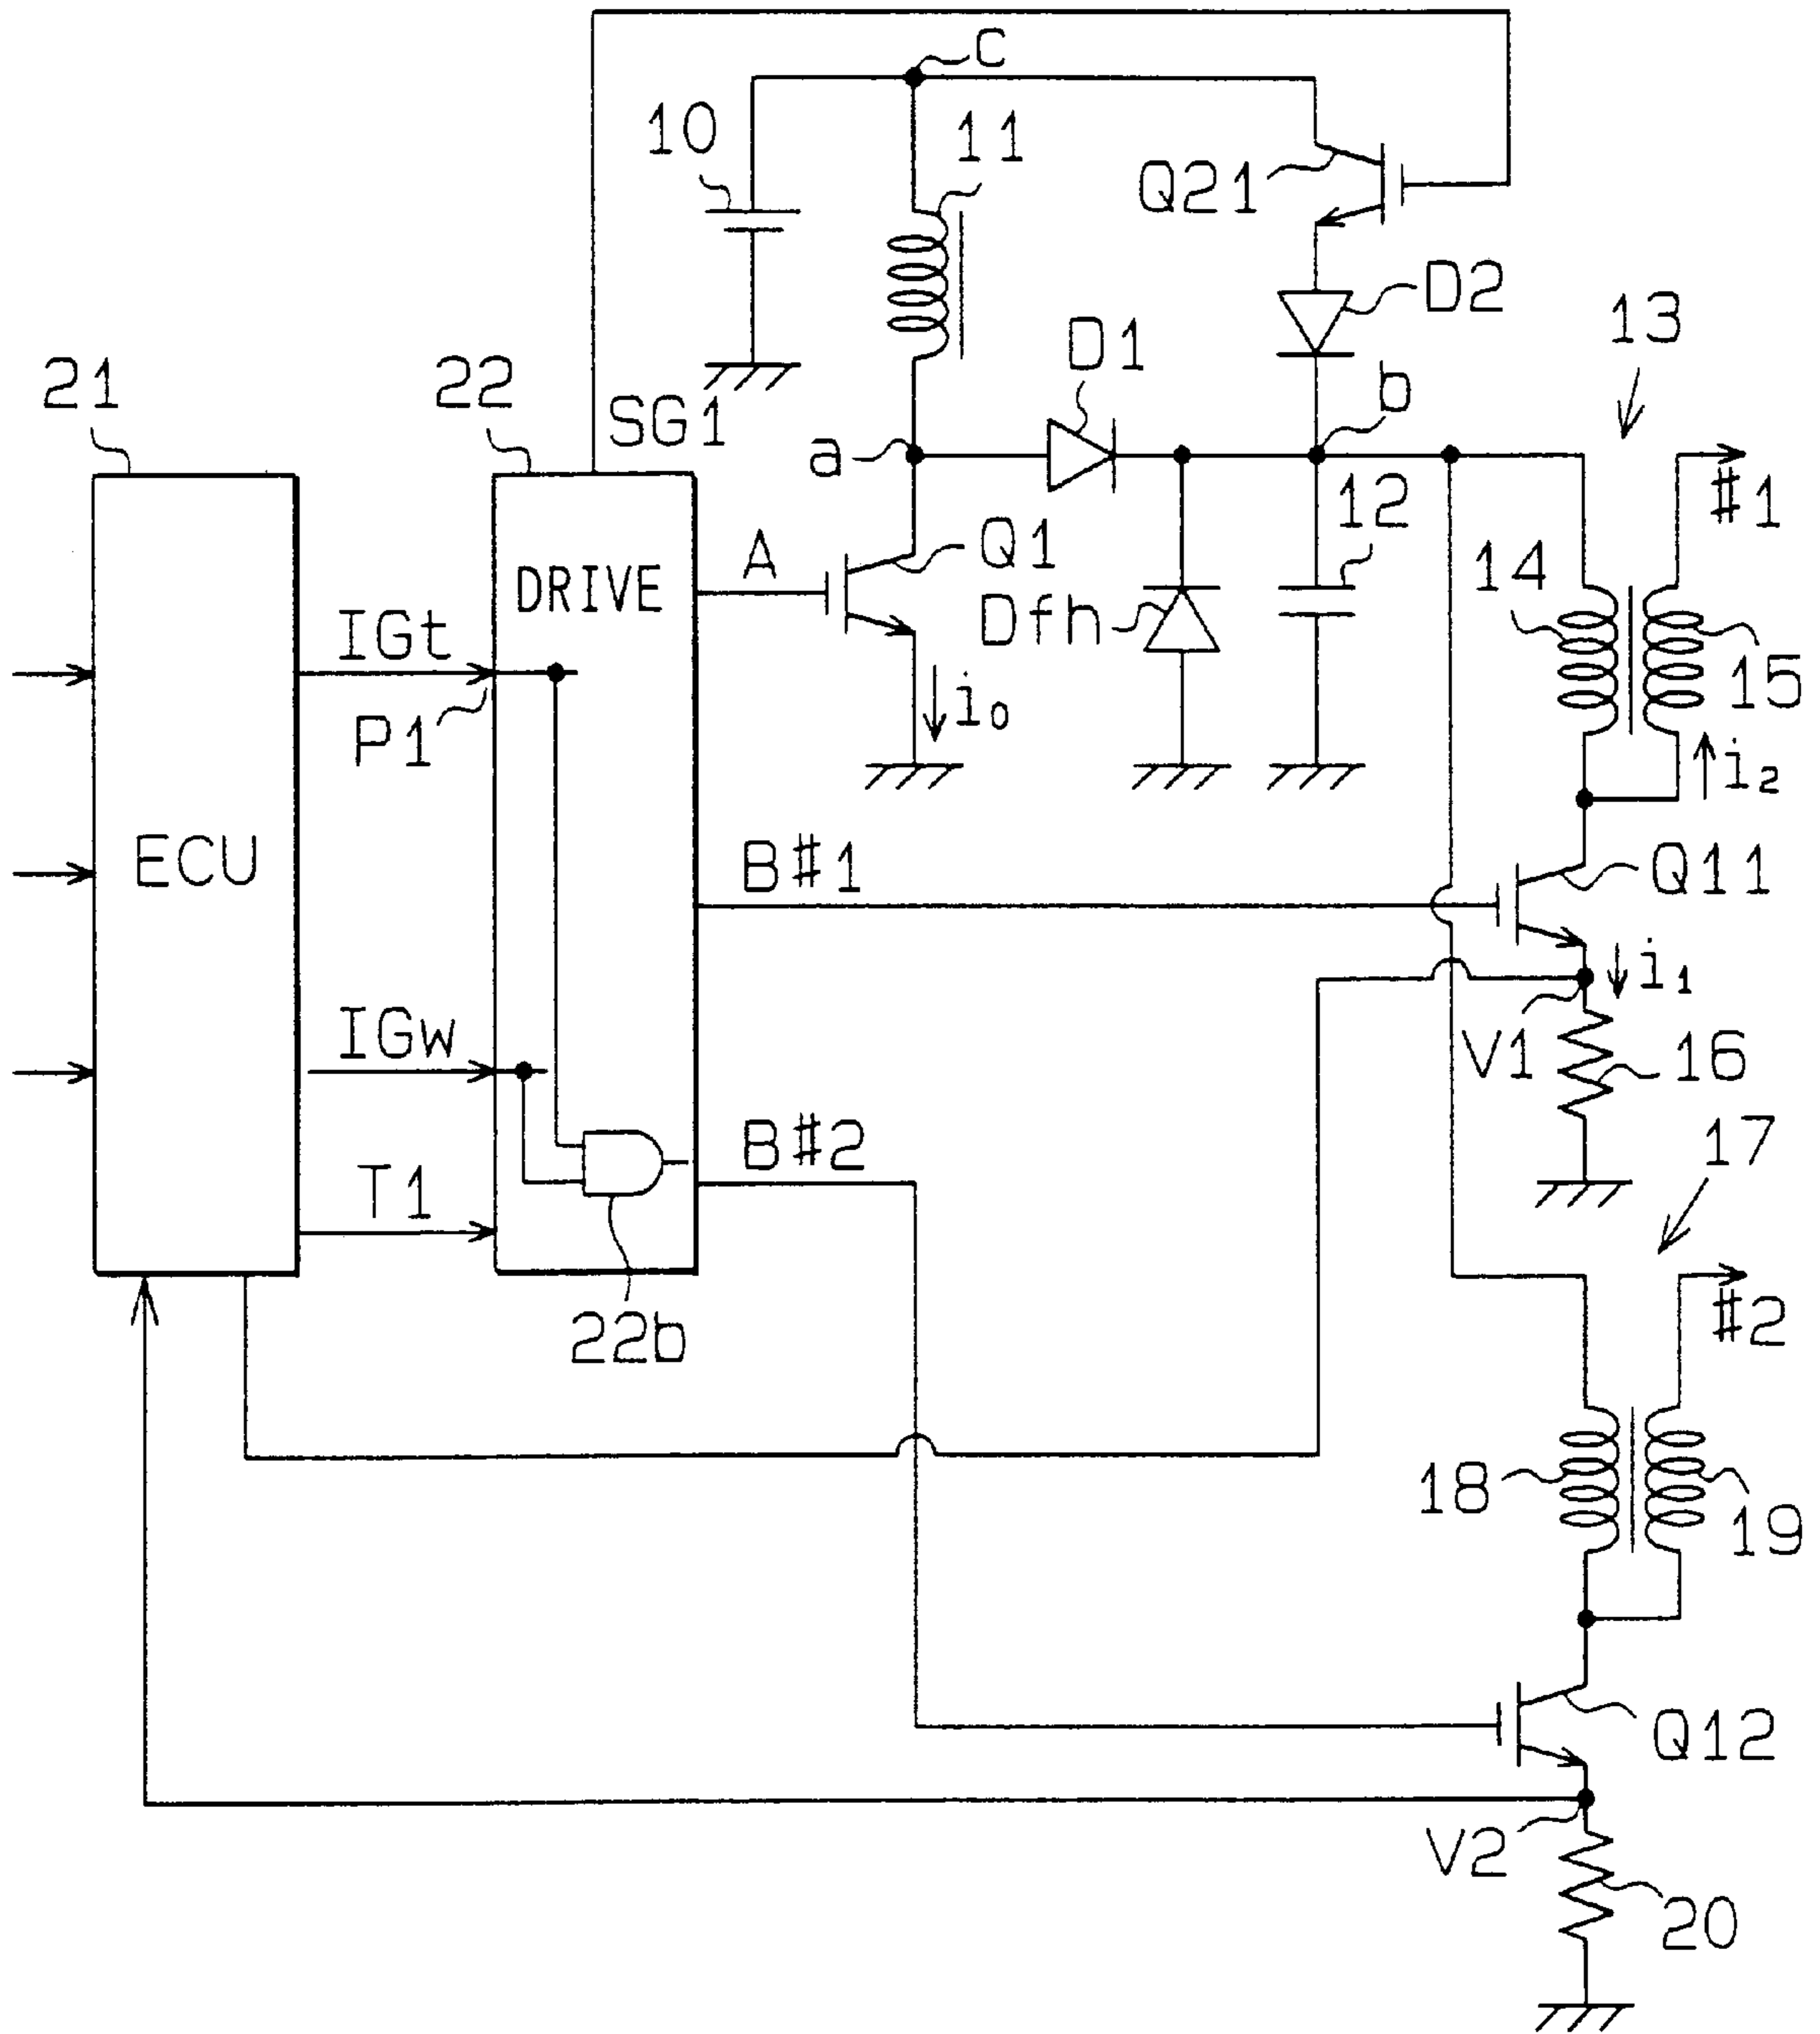 C
10
11
Q21
D2
13
D1
21
22
SG1
b
a
12
#1
A
Q1
14
DRIVE
Dfh
IGt
15
P1
i₀
i₂
ECU
B#1
Q11
i₁
IGw
V1
16
B#2
17
T1
#2
22b
18
19
Q12
V2
20